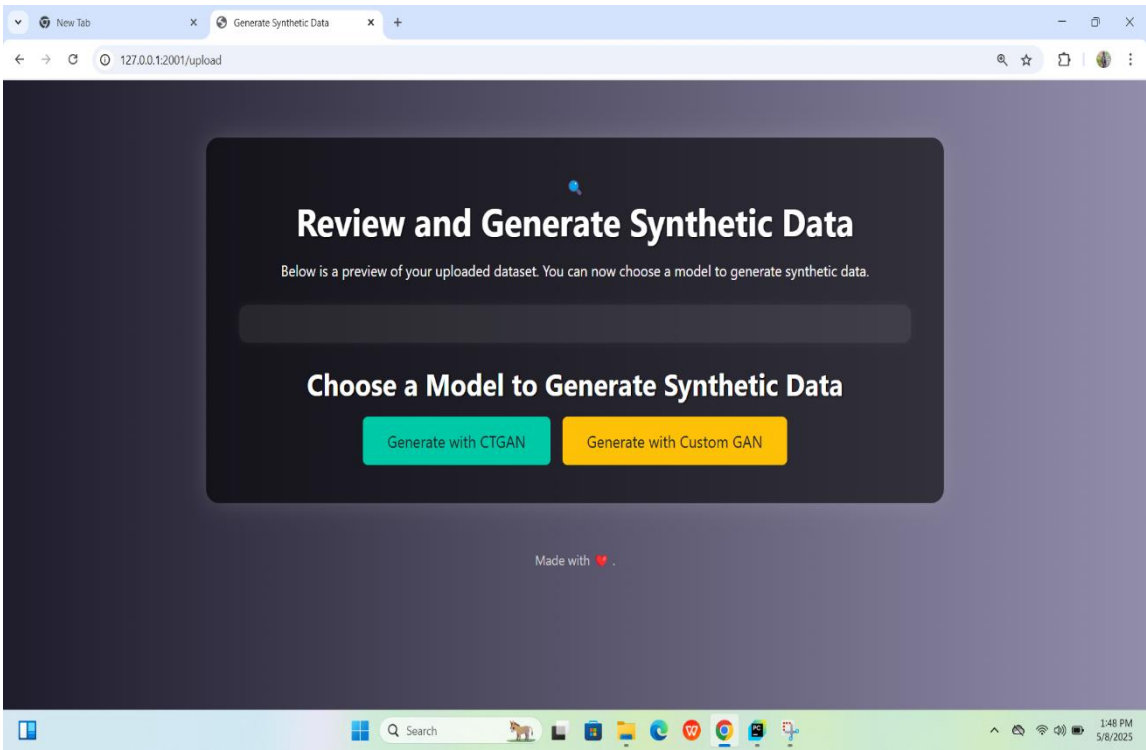 New Tab
Generate Synthetic Data
127.0.0.1:2001/upload
Review and Generate Synthetic Data
Below is a preview of your uploaded dataset. You can now choose a model to generate synthetic data.
Choose a Model to Generate Synthetic Data
Generate with CTGAN
Generate with Custom GAN
Made with ❤️ .
Search
1:48 PM
5/8/2025